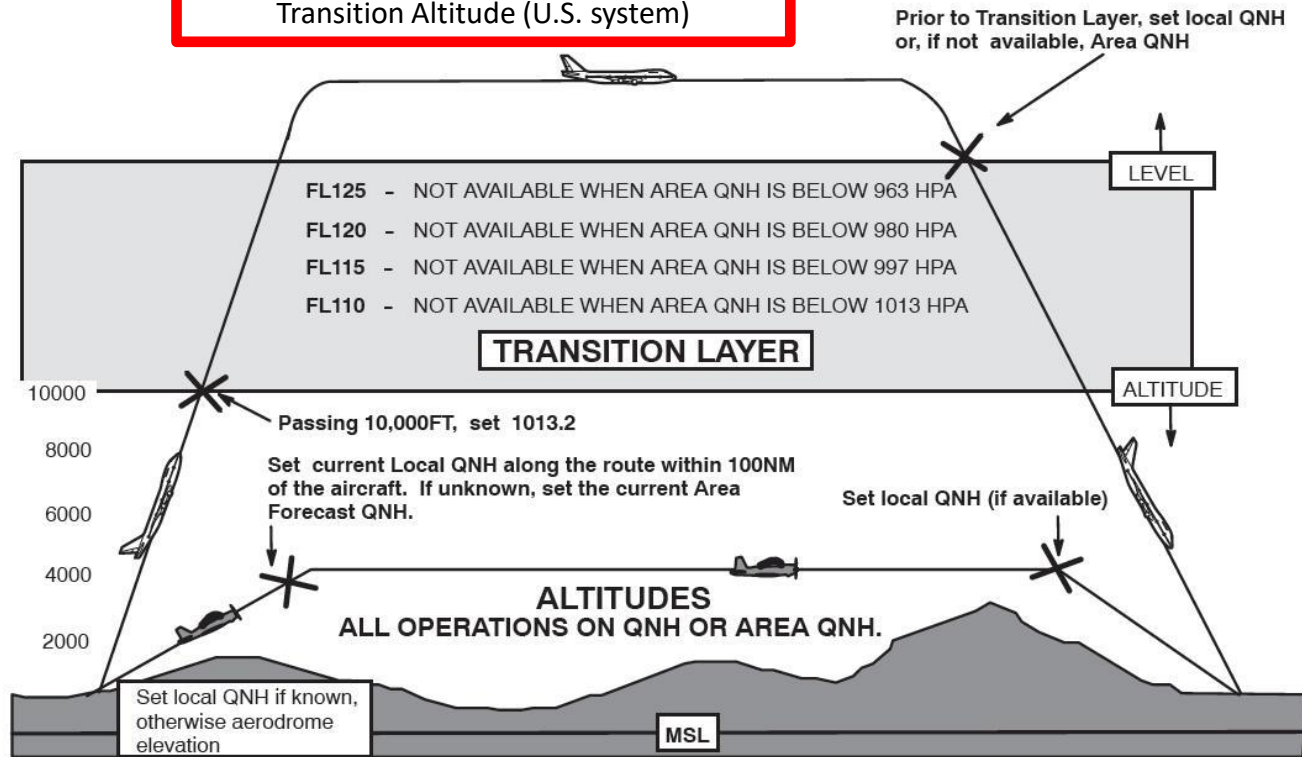 Transition Altitude (U.S. system)
Prior to Transition Layer, set local QNH
or, if not available, Area QNH
LEVEL
FL125 - NOT AVAILABLE WHEN AREA QNH IS BELOW 963 HPA
FL120 - NOT AVAILABLE WHEN AREA QNH IS BELOW 980 HPA
FL115 - NOT AVAILABLE WHEN AREA QNH IS BELOW 997 HPA
FL110 - NOT AVAILABLE WHEN AREA QNH IS BELOW 1013 HPA
TRANSITION LAYER
10000
ALTITUDE
Passing 10,000FT, set 1013.2
8000
Set current Local QNH along the route within 100NM
of the aircraft. If unknown, set the current Area
Forecast QNH.
Set local QNH (if available)
6000
4000
ALTITUDES
ALL OPERATIONS ON QNH OR AREA QNH.
2000
Set local QNH if known,
otherwise aerodrome
elevation
MSL